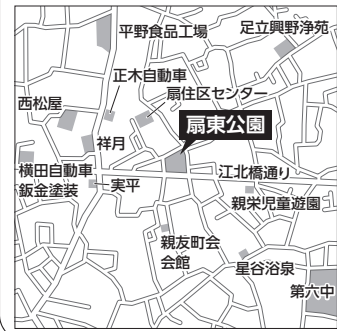 平野食品工場
足立興野浄苑
正木自動車
扇住区センター
西松屋
扇東公園
祥月
横田自動車
鈑金塗装
実平
江北橋通り
親栄児童遊園
親友町会
会館
星谷浴泉
第六中